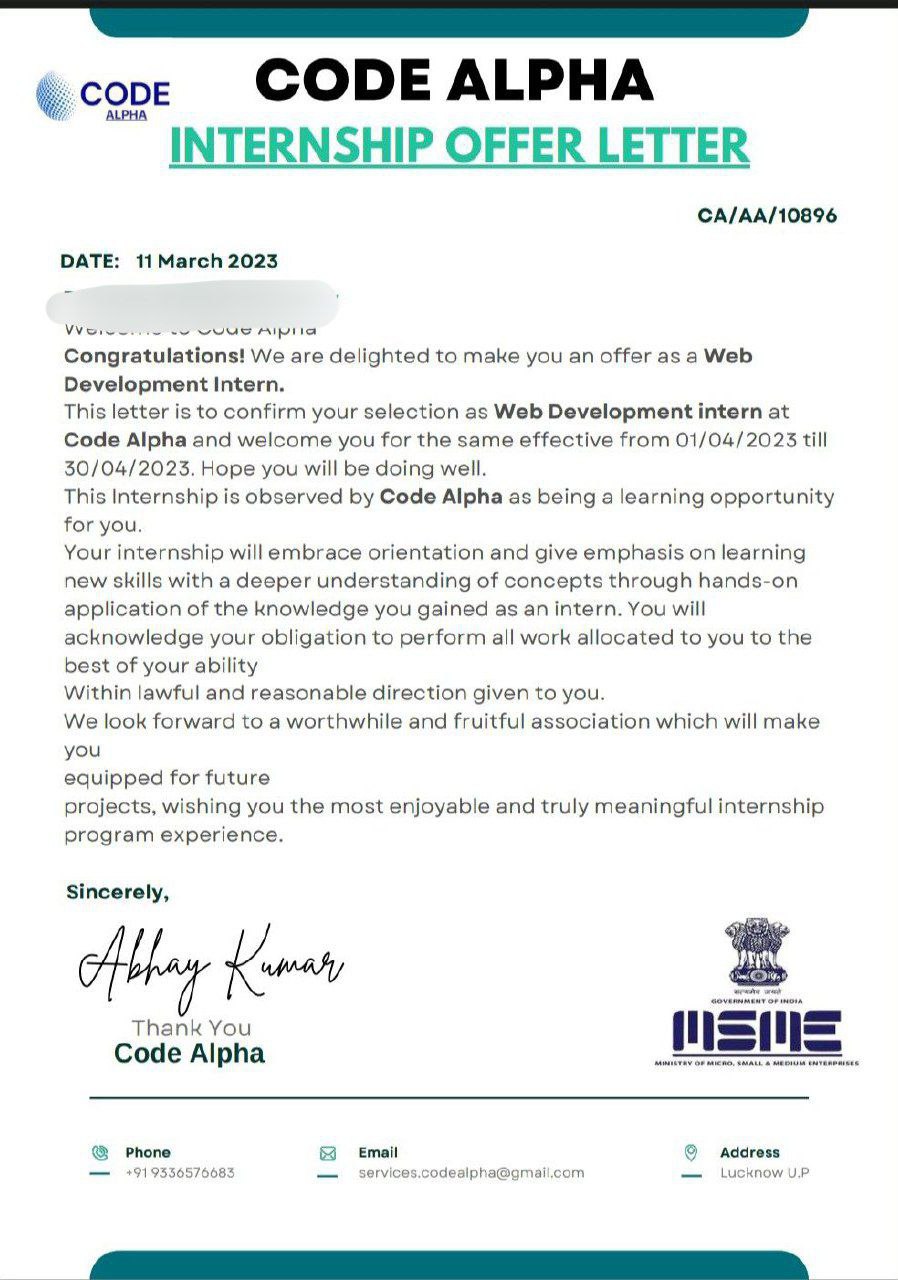 CODE
ALPHA
CODE ALPHA
INTERNSHIP OFFER LETTER
CA/AA/10896
DATE: 11 March 2023
Welcome to Code Alpha
Congratulations! We are delighted to make you an offer as a Web
Development Intern.
This letter is to confirm your selection as Web Development intern at
Code Alpha and welcome you for the same effective from 01/04/2023 till
30/04/2023. Hope you will be doing well.
This Internship is observed by Code Alpha as being a learning opportunity
for you.
Your internship will embrace orientation and give emphasis on learning
new skills with a deeper understanding of concepts through hands-on
application of the knowledge you gained as an intern. You will
acknowledge your obligation to perform all work allocated to you to the
best of your ability
Within lawful and reasonable direction given to you.
We look forward to a worthwhile and fruitful association which will make
you
equipped for future
projects, wishing you the most enjoyable and truly meaningful internship
program experience.
Sincerely,
Abhay Kumar
Thank You
Code Alpha
सत्यमेव जयते
GOVERNMENT OF INDIA
MSME
MINISTRY OF MICRO, SMALL & MEDIUM ENTERPRISES
Phone
+91 9336576683
Email
services.codealpha@gmail.com
Address
Lucknow U.P